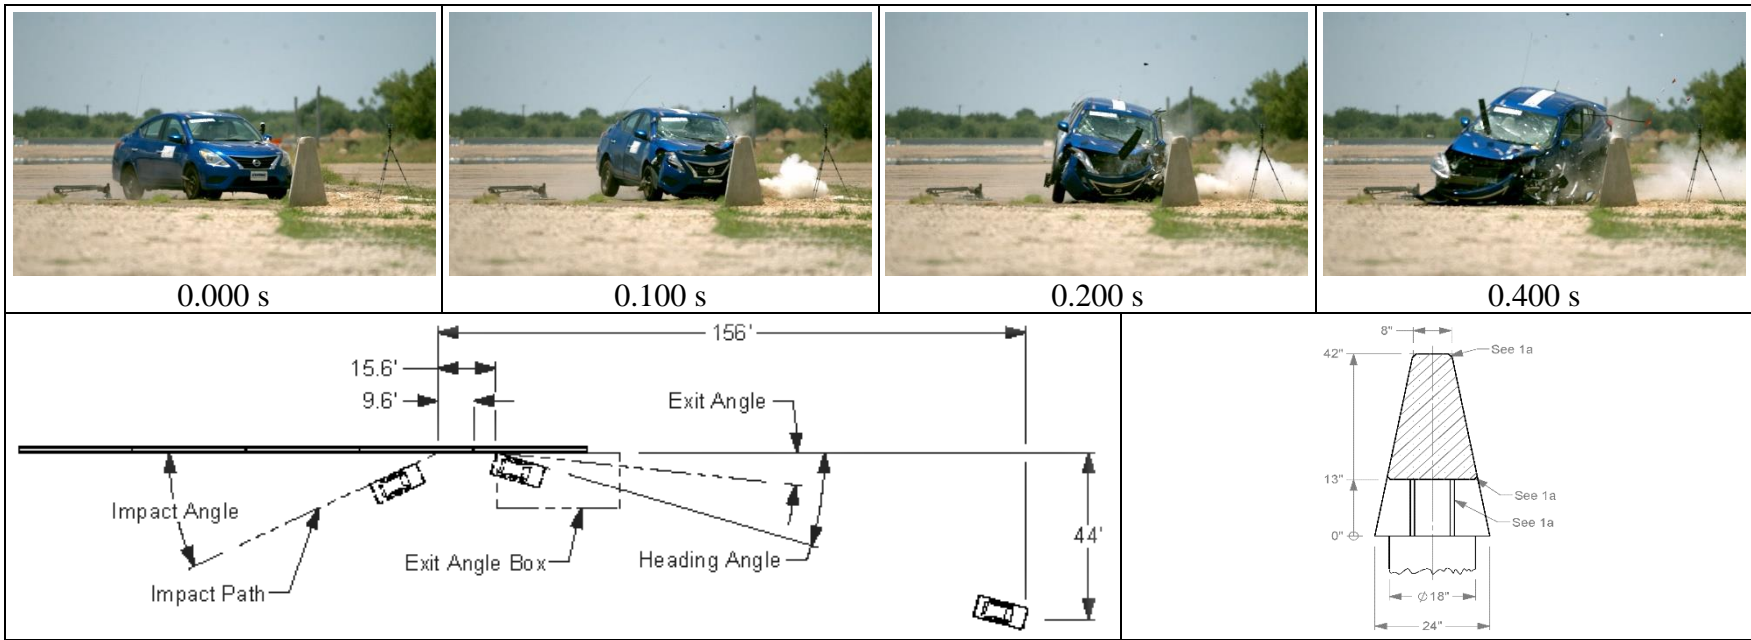 0.000 s
0.100 s
0.200 s
0.400 s
156'
15.6'
9.6'
Exit Angle
Impact Angle
Impact Path
Exit Angle Box
Heading Angle
44'
8"
42"
See 1a
13"
See 1a
See 1a
0"
Ø18"
24"